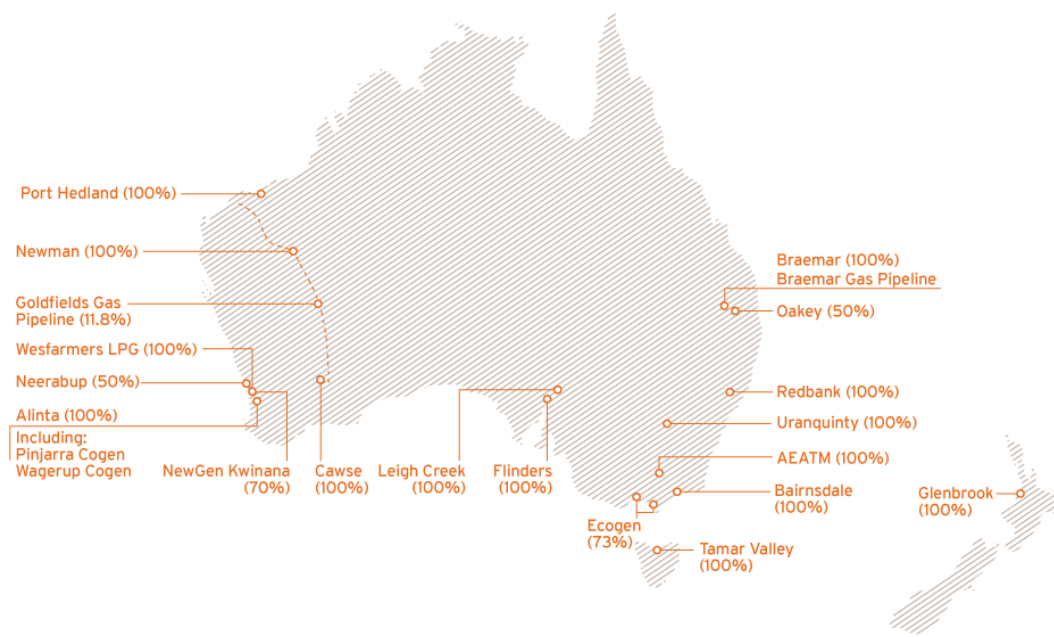 Port Hedland (100%)
Newman (100%)
Goldfields Gas
Pipeline (11.8%)
Wesfarmers LPG (100%)
Neerabup (50%)
Alinta (100%)
Including:
Pinjarra Cogen
Wagerup Cogen
NewGen Kwinana
(70%)
Cawse
(100%)
Leigh Creek
(100%)
Flinders
(100%)
Braemar (100%)
Braemar Gas Pipeline
Oakey (50%)
Redbank (100%)
Uranquinty (100%)
AEATM (100%)
Bairnsdale
(100%)
Ecogen
(73%)
Tamar Valley
(100%)
Glenbrook
(100%)